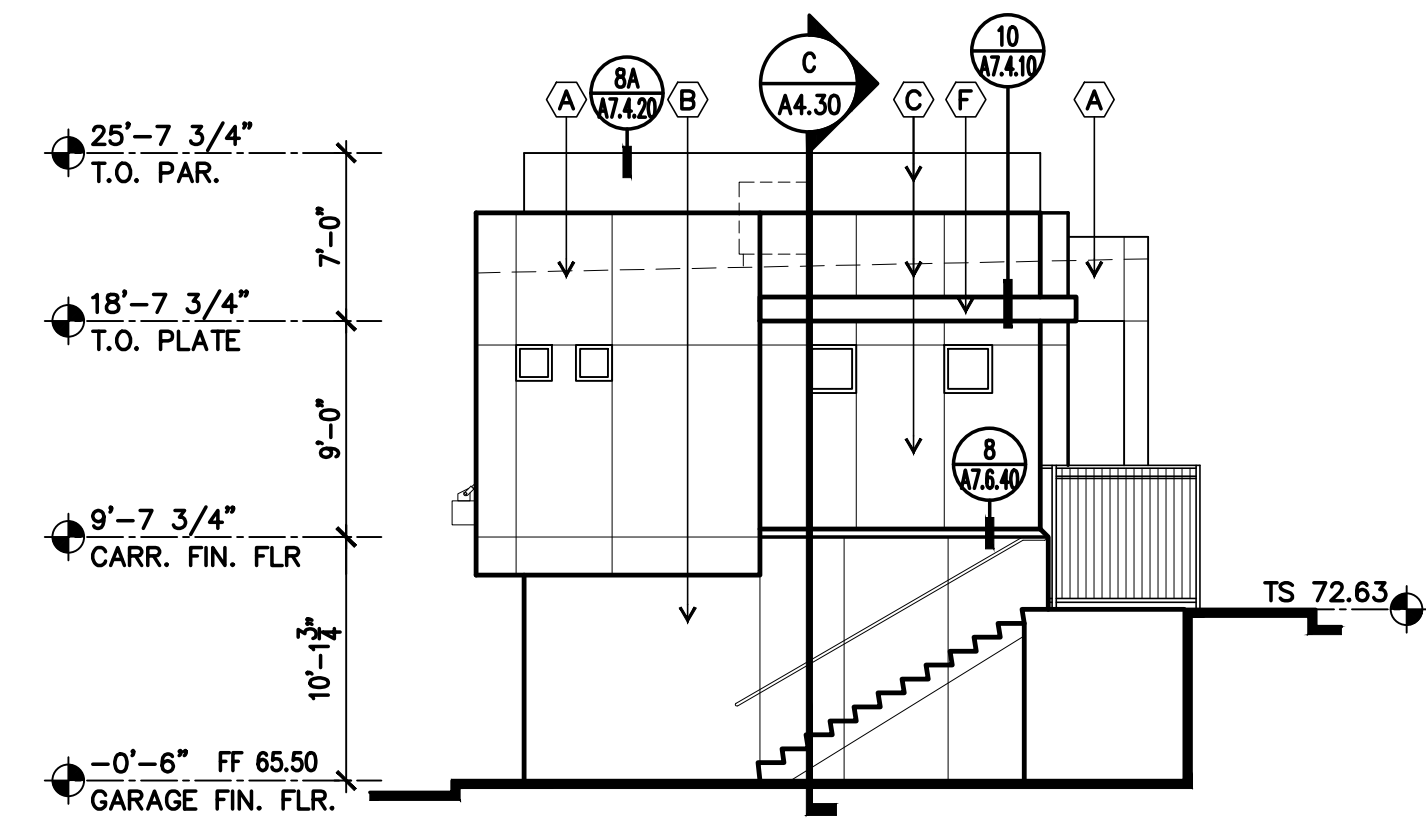 10
A7.4.10
C
A4.30
8A
A7.4.20
A
B
C
F
A
25'-7 3/4"
T.O. PAR.
7'-0"
18'-7 3/4"
T.O. PLATE
9'-0"
8
A7.6.40
9'-7 3/4"
CARR. FIN. FLR
TS 72.63
10'-1 3/4"
-0'-6" FF 65.50
GARAGE FIN. FLR.